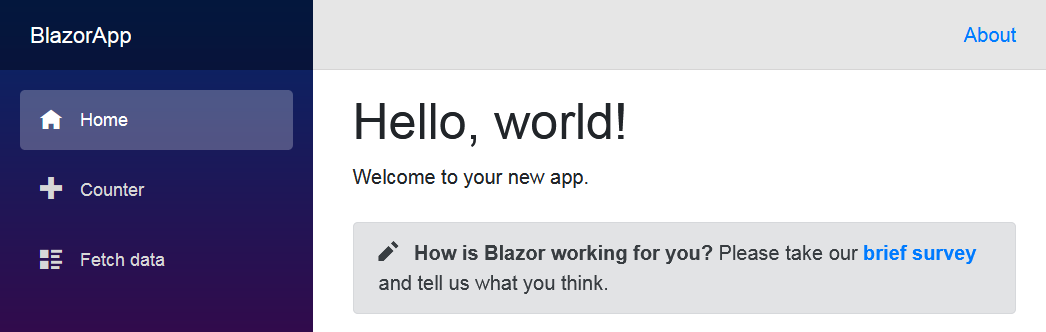 BlazorApp
About
Home
Counter
Fetch data
Hello, world!
Welcome to your new app.
How is Blazor working for you? Please take our brief survey
and tell us what you think.